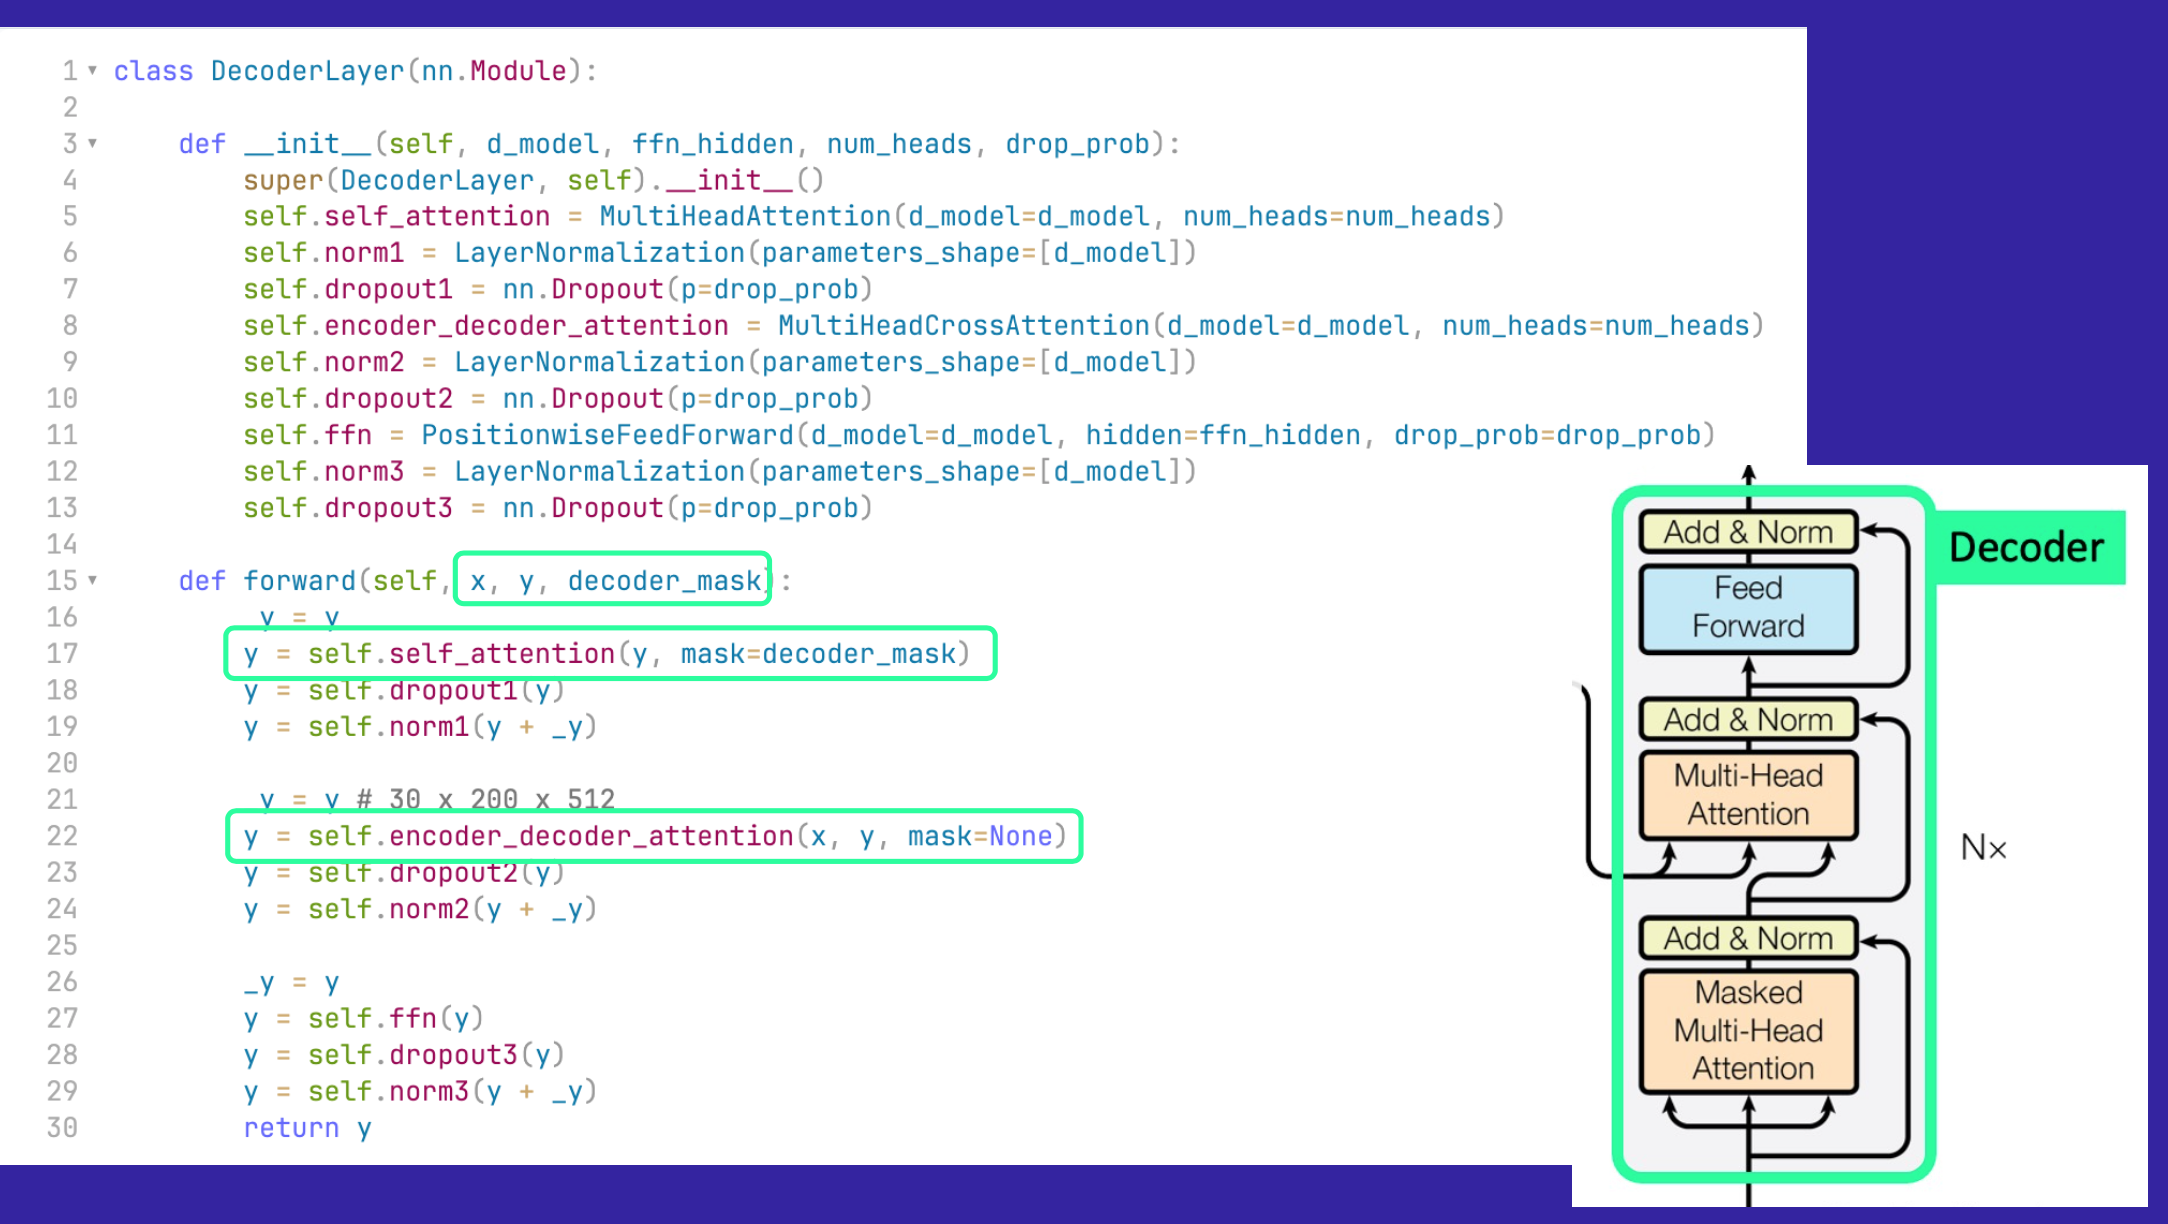 1 class DecoderLayer(nn.Module):
2
3 def __init__(self, d_model, ffn_hidden, num_heads, drop_prob):
4 super(DecoderLayer, self).__init__()
5 self.self_attention = MultiHeadAttention(d_model=d_model, num_heads=num_heads)
6 self.norm1 = LayerNormalization(parameters_shape=[d_model])
7 self.dropout1 = nn.Dropout(p=drop_prob)
8 self.encoder_decoder_attention = MultiHeadCrossAttention(d_model=d_model, num_heads=num_heads)
9 self.norm2 = LayerNormalization(parameters_shape=[d_model])
10 self.dropout2 = nn.Dropout(p=drop_prob)
11 self.ffn = PositionwiseFeedForward(d_model=d_model, hidden=ffn_hidden, drop_prob=drop_prob)
12 self.norm3 = LayerNormalization(parameters_shape=[d_model])
13 self.dropout3 = nn.Dropout(p=drop_prob)
14
15 def forward(self, x, y, decoder_mask):
16 y = y
17 y = self.self_attention(y, mask=decoder_mask)
18 y = self.dropout1(y)
19 y = self.norm1(y + _y)
20
21 y = y # 30 x 200 x 512
22 y = self.encoder_decoder_attention(x, y, mask=None)
23 y = self.dropout2(y)
24 y = self.norm2(y + _y)
25
26 _y = y
27 y = self.ffn(y)
28 y = self.dropout3(y)
29 y = self.norm3(y + _y)
30 return y
Decoder
Add & Norm
Feed
Forward
Add & Norm
Multi-Head
Attention
N×
Add & Norm
Masked
Multi-Head
Attention